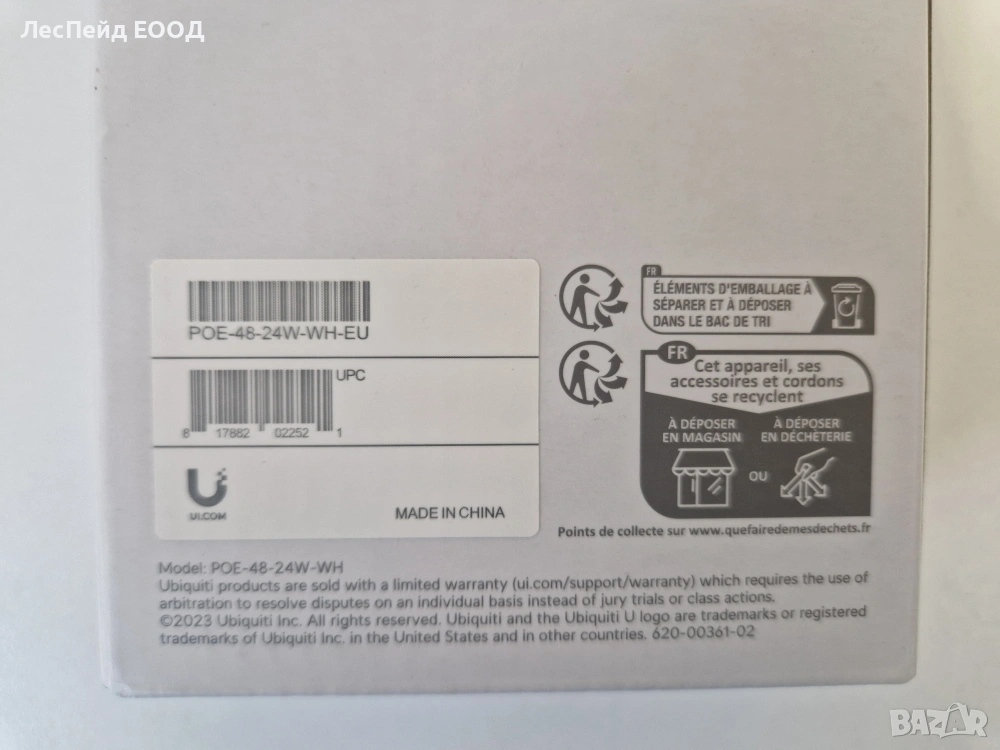 ЛесПейд ЕООД
POE-48-24W-WH-EU
UPC
8 17882 02252 1
UI.COM
MADE IN CHINA
FR
ÉLÉMENTS D'EMBALLAGE À
SÉPARER ET À DÉPOSER
DANS LE BAC DE TRI
FR
Cet appareil, ses
accessoires et cordons
se recyclent
À DÉPOSER
EN MAGASIN
OU
À DÉPOSER
EN DÉCHÈTERIE
Points de collecte sur www.quefairedemesdechets.fr
Model: POE-48-24W-WH
Ubiquiti products are sold with a limited warranty (ui.com/support/warranty) which requires the use of
arbitration to resolve disputes on an individual basis instead of jury trials or class actions.
©2023 Ubiquiti Inc. All rights reserved. Ubiquiti and the Ubiquiti U logo are trademarks or registered
trademarks of Ubiquiti Inc. in the United States and in other countries. 620-00361-02
BAZAR